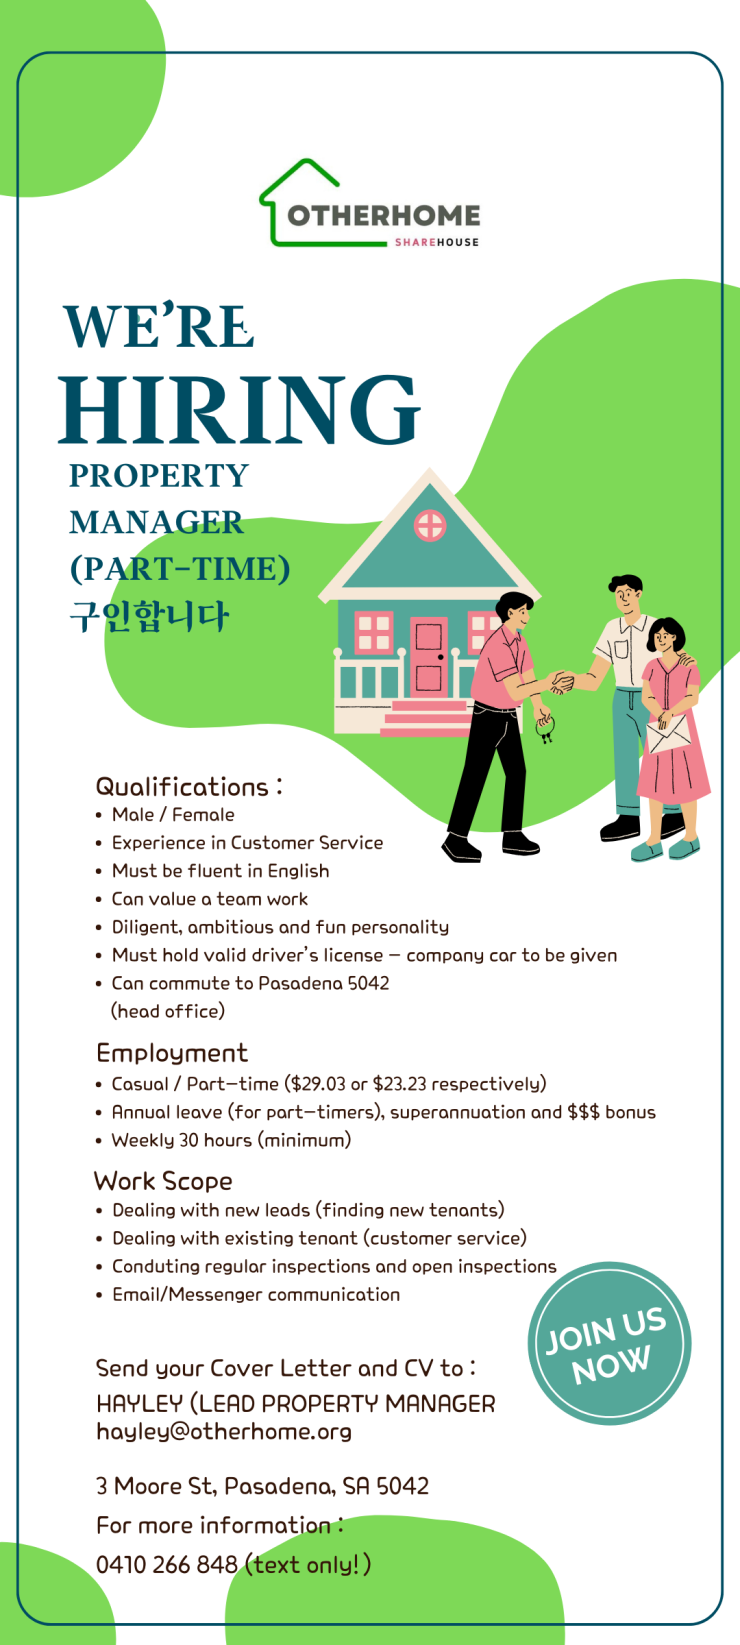 OTHERHOME
SHAREHOUSE
WE'RE
HIRING
PROPERTY
MANAGER
(PART-TIME)
구인합니다
Qualifications :
• Male / Female
• Experience in Customer Service
• Must be fluent in English
• Can value a team work
• Diligent, ambitious and fun personality
• Must hold valid driver's license – company car to be given
• Can commute to Pasadena 5042
(head office)
Employment
• Casual / Part-time ($29.03 or $23.23 respectively)
• Annual leave (for part-timers), superannuation and $$$ bonus
• Weekly 30 hours (minimum)
Work Scope
• Dealing with new leads (finding new tenants)
• Dealing with existing tenant (customer service)
• Conduting regular inspections and open inspections
• Email/Messenger communication
JOIN US
NOW
Send your Cover Letter and CV to :
HAYLEY (LEAD PROPERTY MANAGER
hayley@otherhome.org
3 Moore St, Pasadena, SA 5042
For more information :
0410 266 848 (text only!)